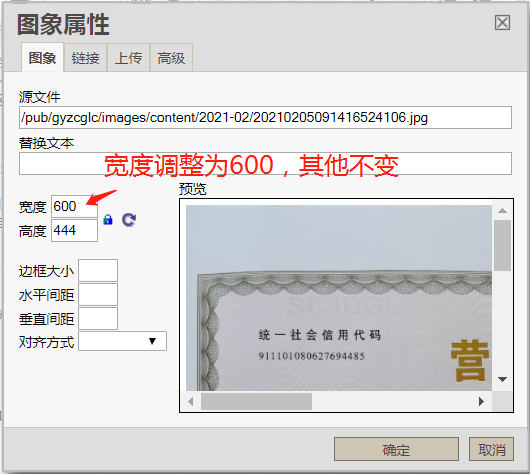 图象属性
图象 链接 上传 高级
源文件
/pub/gyzcglc/images/content/2021-02/20210205091416524106.jpg
替换文本
宽度调整为600，其他不变
宽度 600
高度 444
预览
SCJDGL
统一社会信用代码
911101080627694485
营
边框大小
水平间距
垂直间距
对齐方式
确定 取消